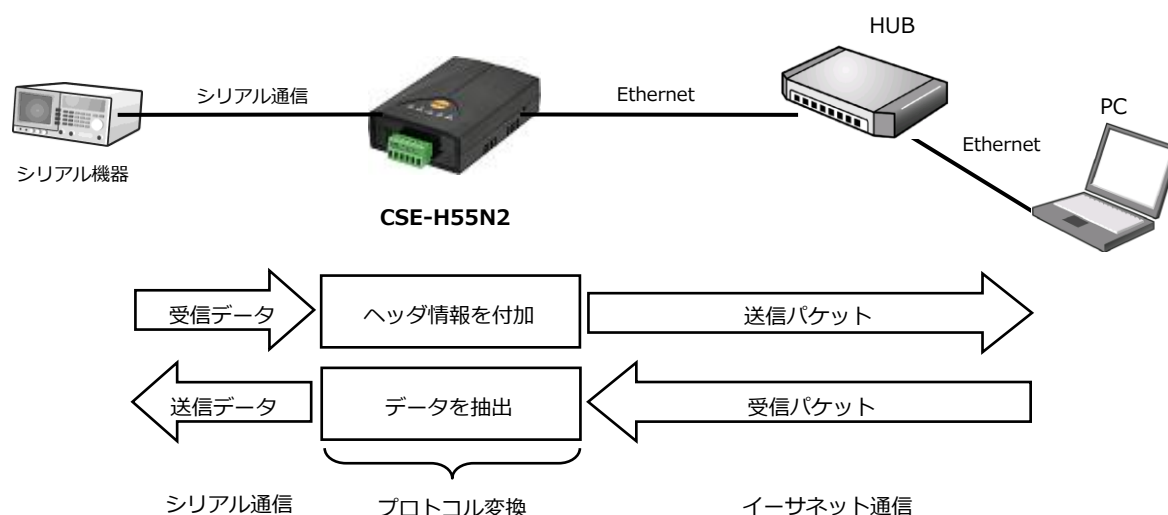 HUB
シリアル通信
Ethernet
PC
Ethernet
シリアル機器
CSE-H55N2
受信データ
ヘッダ情報を付加
送信パケット
送信データ
データを抽出
受信パケット
シリアル通信
プロトコル変換
イーサネット通信